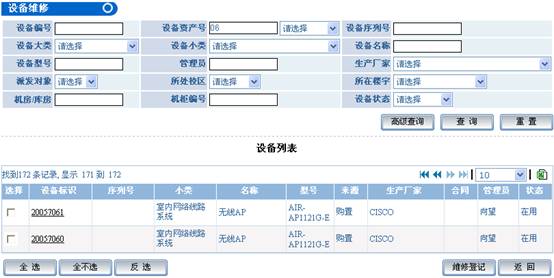 设备维修
设备编号 设备资产号 06 请选择 设备序列号
设备大类 请选择 设备小类 请选择 设备名称
设备型号 管理员 生产厂家 请选择
派发对象 请选择 所处校区 请选择 所在楼宇 请选择
机房/库房 机柜编号 设备状态 请选择
高级查询 查 询 重 置
设备列表
找到172 条记录, 显示 171 到 172 10
选择 设备标识 序列号 小类 名称 型号 来源 生产厂家 合同 管理员 状态
20057061 室内网络线路系统 无线AP AIR-AP1121G-E 购置 CISCO 向望 在用
20057060 室内网络线路系统 无线AP AIR-AP1121G-E 购置 CISCO 向望 在用
全 选 全不选 反 选 维修登记 返 回